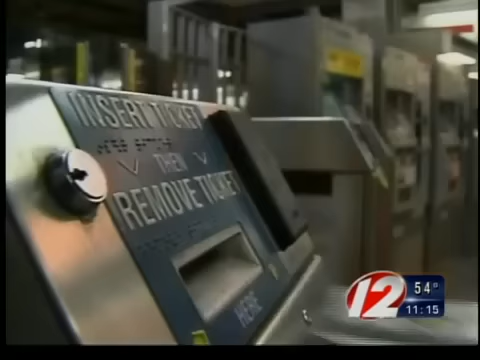 INSERT TICKET
THEN
REMOVE TICKET
HERE
12
54°
11:15